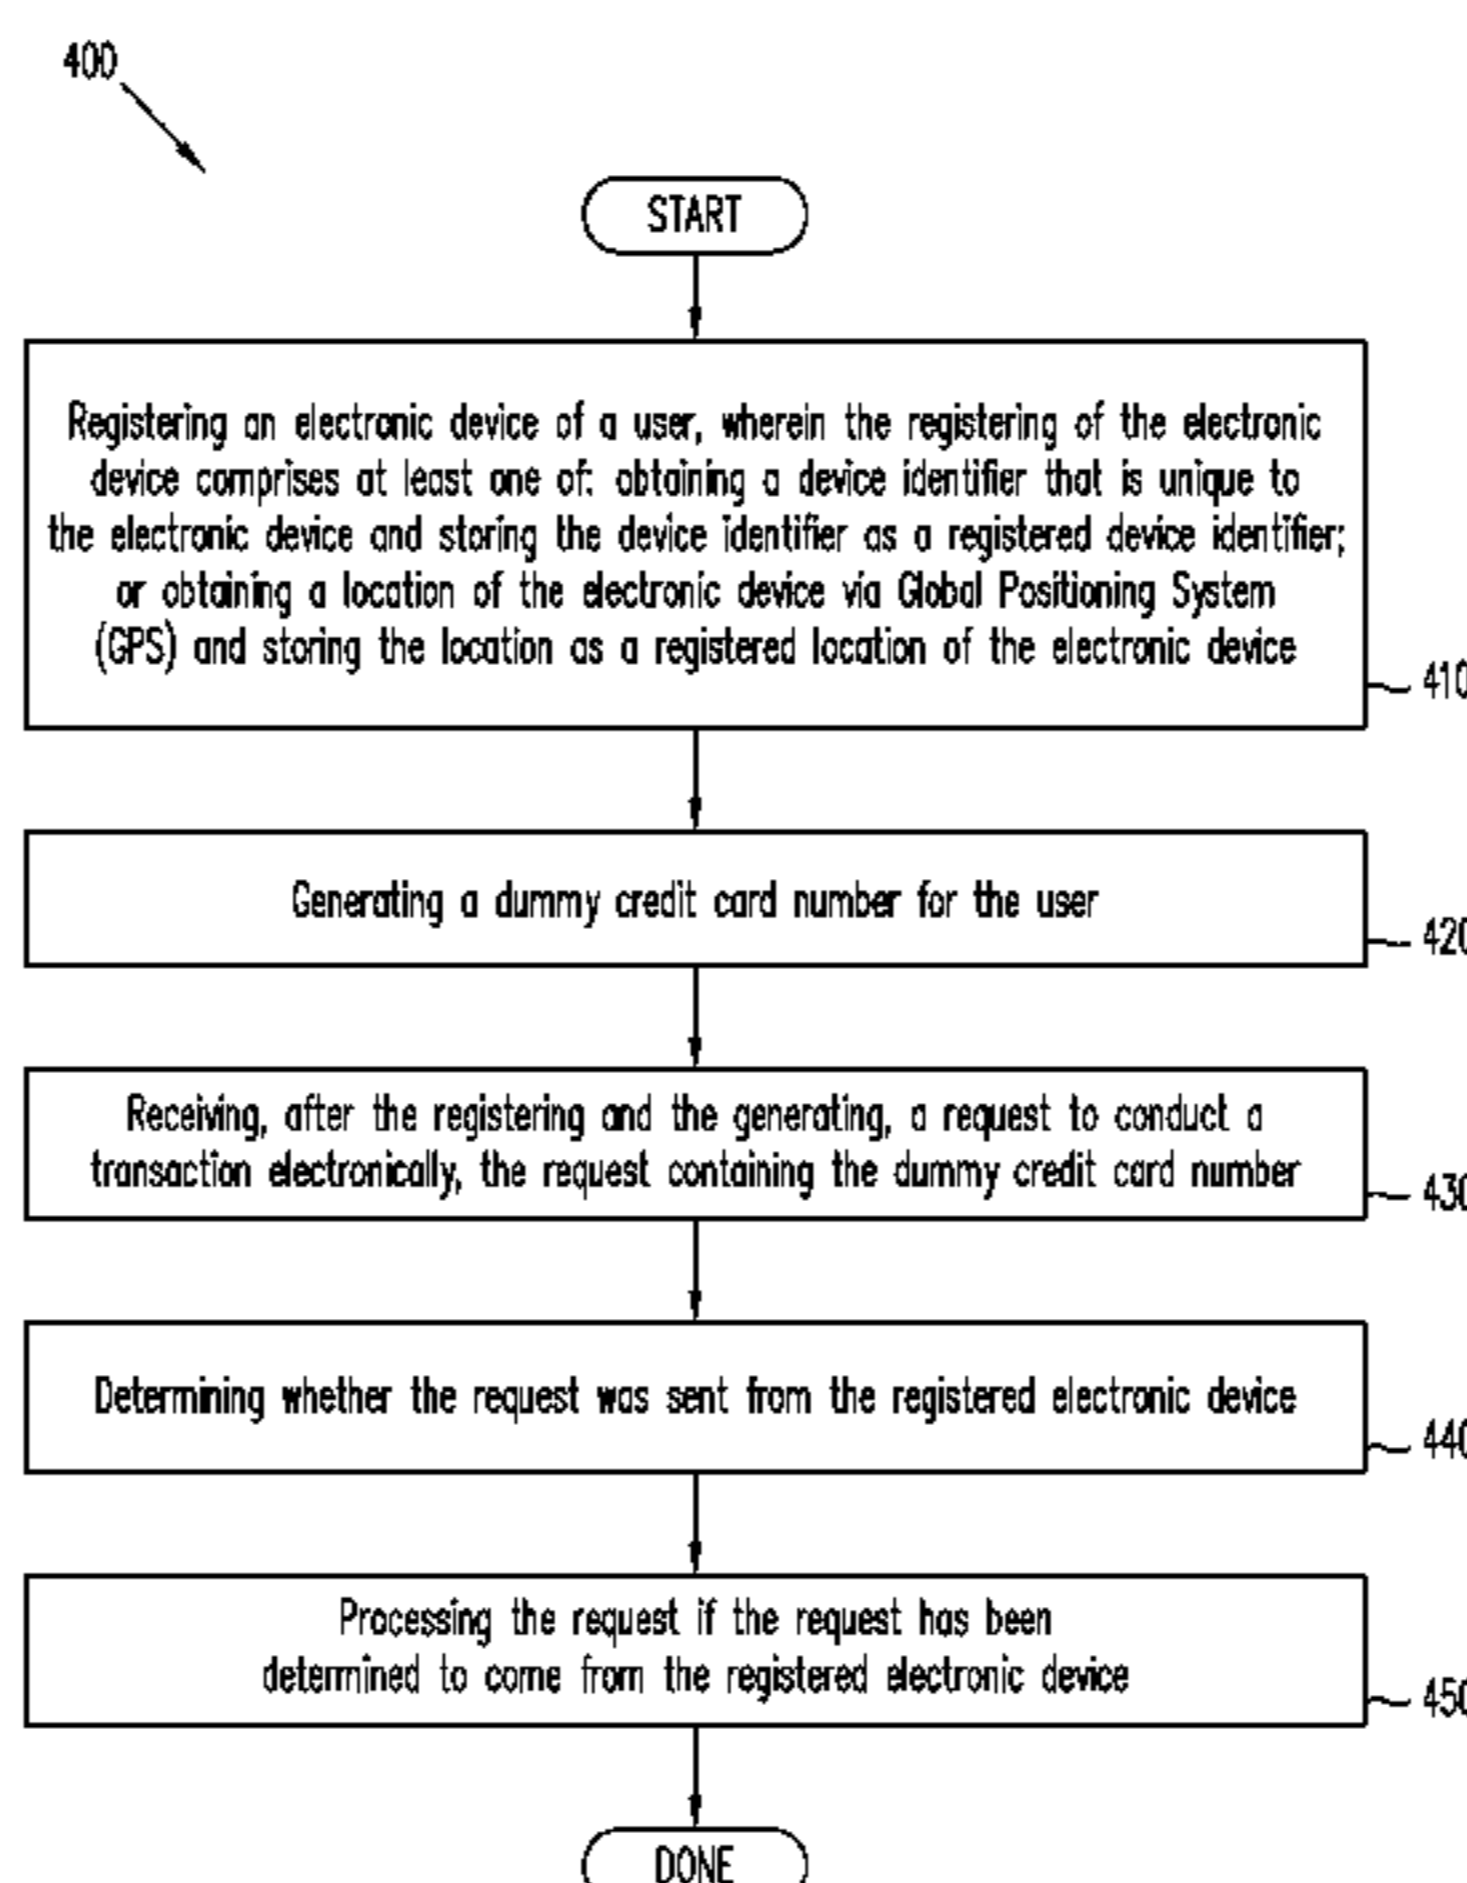 400
START
Registering an electronic device of a user, wherein the registering of the electronic
device comprises at least one of: obtaining a device identifier that is unique to
the electronic device and storing the device identifier as a registered device identifier;
or obtaining a location of the electronic device via Global Positioning System
(GPS) and storing the location as a registered location of the electronic device
410
Generating a dummy credit card number for the user
420
Receiving, after the registering and the generating, a request to conduct a
transaction electronically, the request containing the dummy credit card number
430
Determining whether the request was sent from the registered electronic device
440
Processing the request if the request has been
determined to come from the registered electronic device
450
DONE